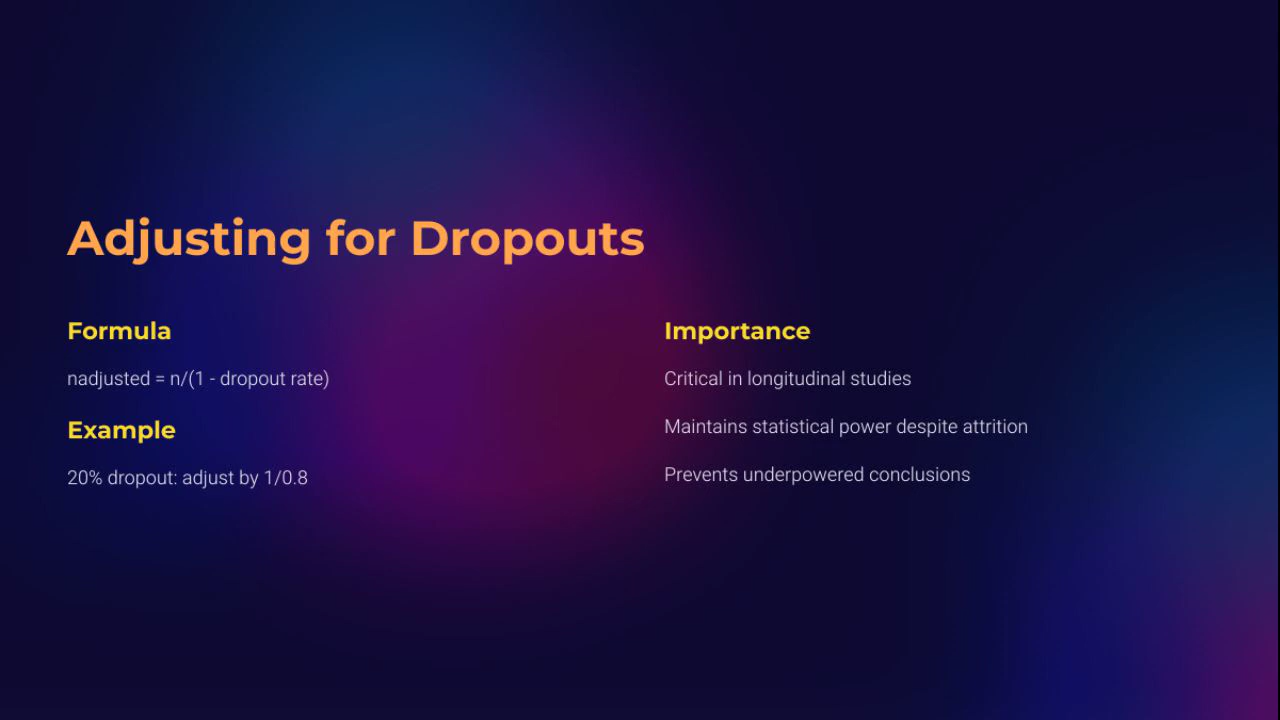 Adjusting for Dropouts
Formula
nadjusted = n/(1 - dropout rate)
Example
20% dropout: adjust by 1/0.8
Importance
Critical in longitudinal studies
Maintains statistical power despite attrition
Prevents underpowered conclusions